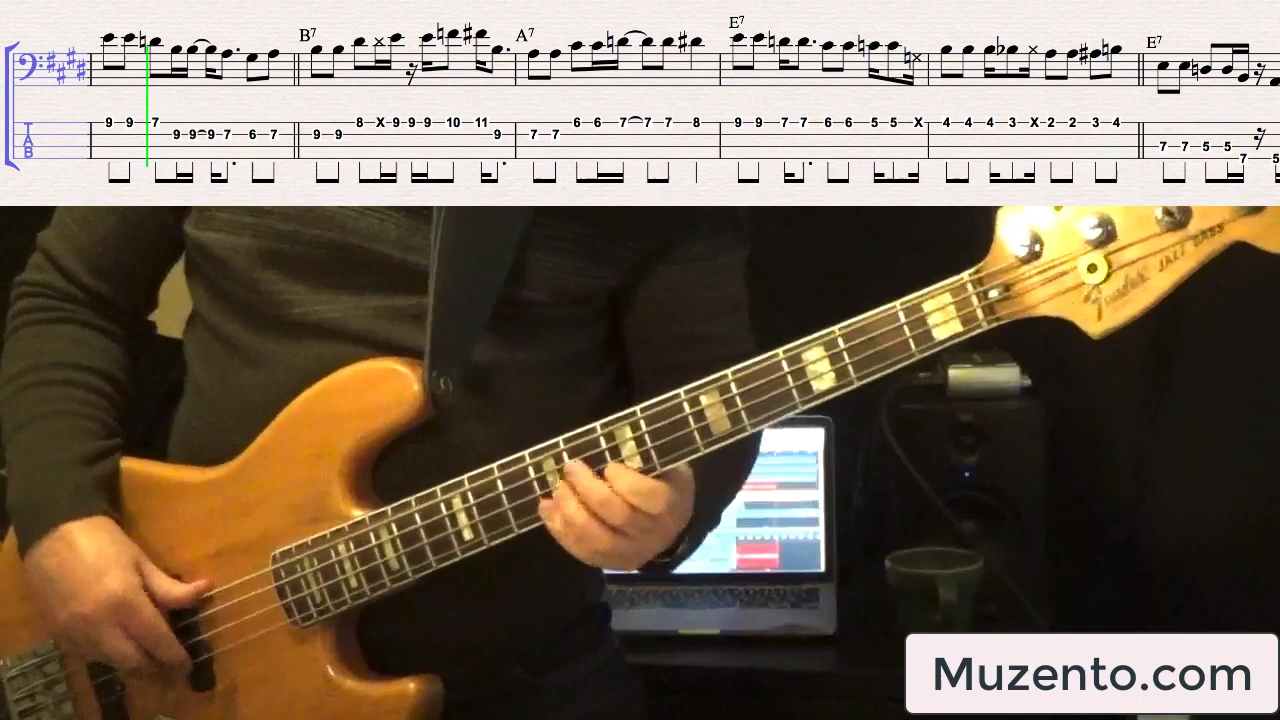 B7 A7 E7 E7
T 9 9 7 9 9 9 7 6 7 9 9 8 X 9 9 9 10 11 9 7 7 6 6 7 7 7 8 9 9 7 7 6 6 5 5 X 4 4 4 3 X 2 2 3 4 7 7 5 5 7 5
A
B
Fender JAZZ BASS
Muzento.com